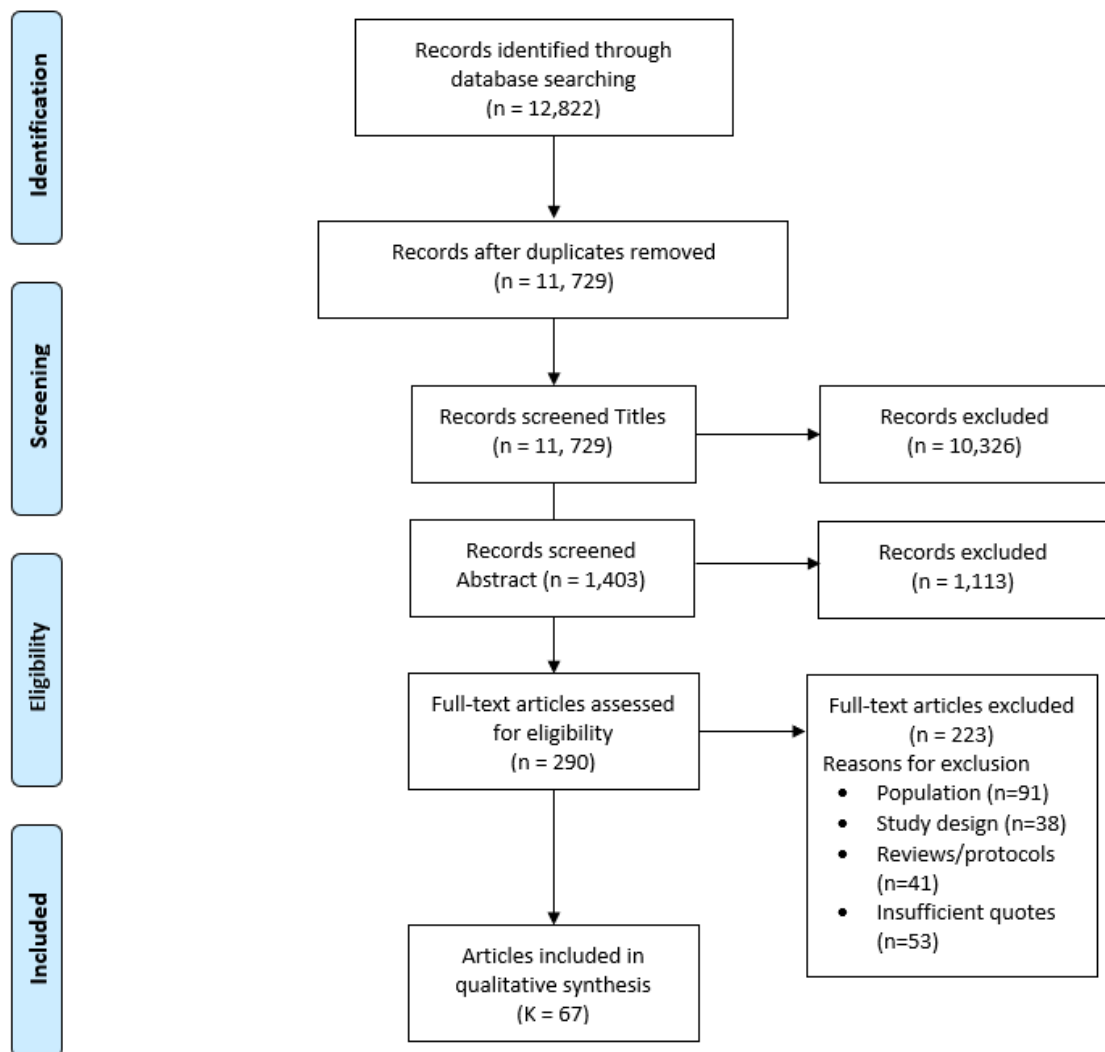 Identification
Records identified through
database searching
(n = 12,822)
Records after duplicates removed
(n = 11, 729)
Screening
Records screened Titles
(n = 11, 729)
Records excluded
(n = 10,326)
Records screened
Abstract (n = 1,403)
Records excluded
(n = 1,113)
Eligibility
Full-text articles assessed
for eligibility
(n = 290)
Full-text articles excluded
(n = 223)
Reasons for exclusion
• Population (n=91)
• Study design (n=38)
• Reviews/protocols
(n=41)
• Insufficient quotes
(n=53)
Included
Articles included in
qualitative synthesis
(K = 67)